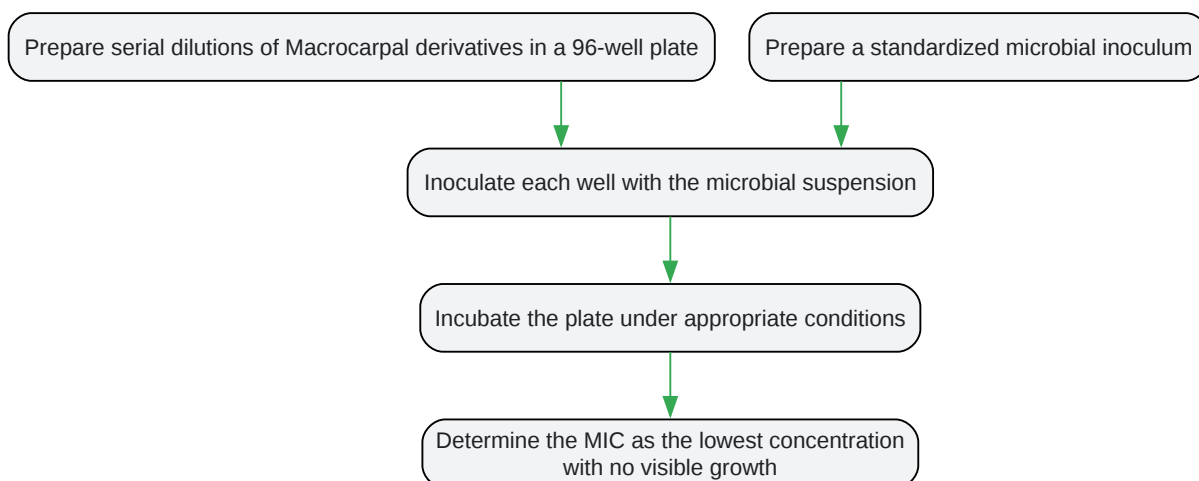 Prepare serial dilutions of Macrocarpal derivatives in a 96-well plate
Prepare a standardized microbial inoculum
Inoculate each well with the microbial suspension
Incubate the plate under appropriate conditions
Determine the MIC as the lowest concentration
with no visible growth